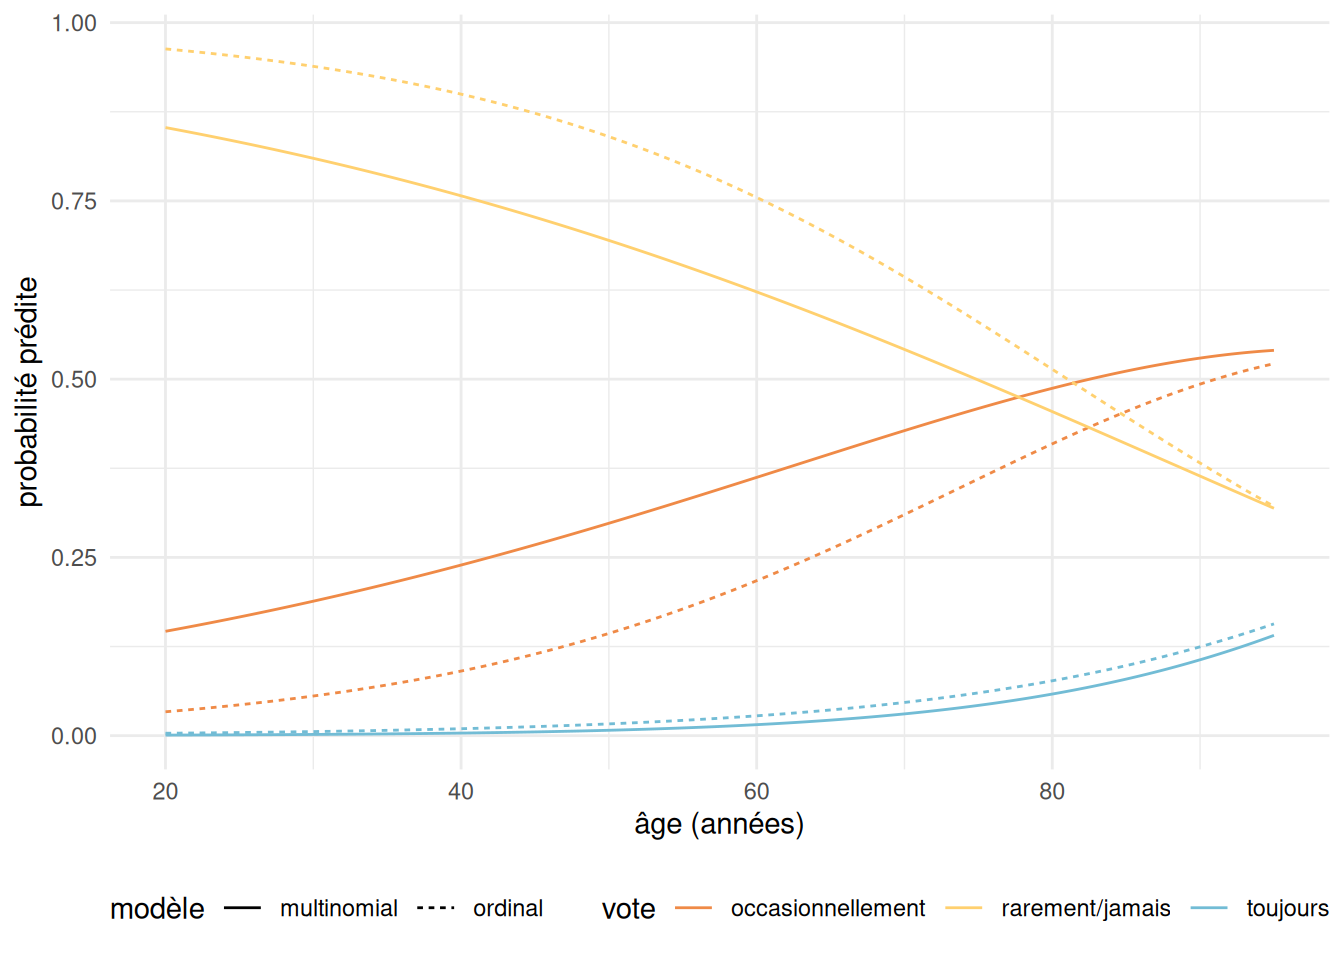 1.00
0.75
0.50
0.25
0.00
probabilité prédite
20 40 60 80
âge (années)
modèle multinomial ordinal vote occasionnellement rarement/jamais toujours